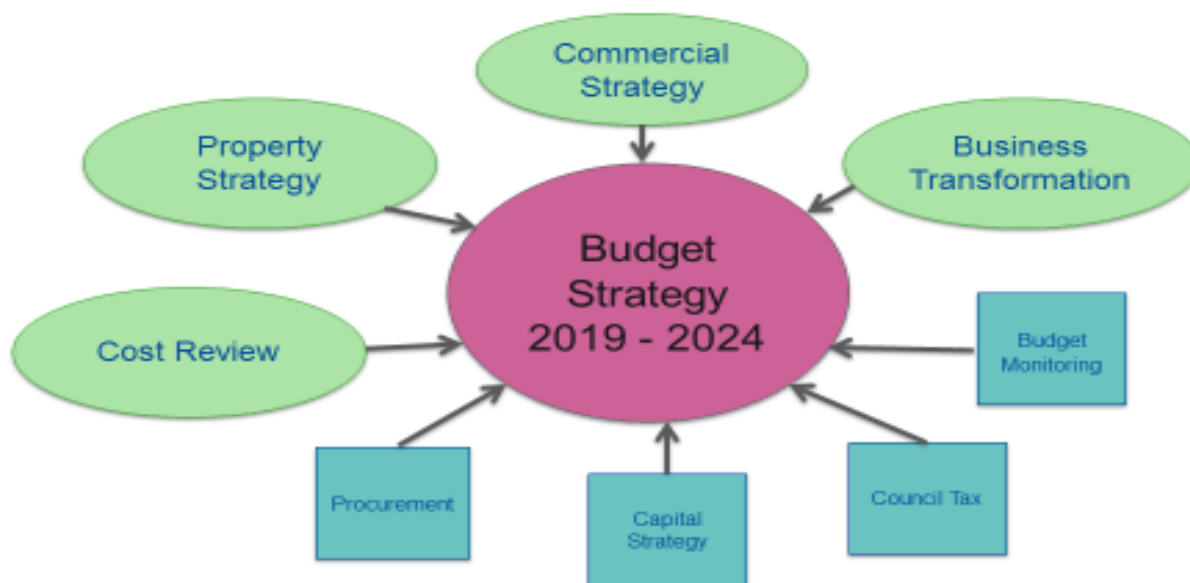 Commercial
Strategy
Property
Strategy
Business
Transformation
Budget
Strategy
2019 - 2024
Cost Review
Budget
Monitoring
Procurement
Capital
Strategy
Council Tax